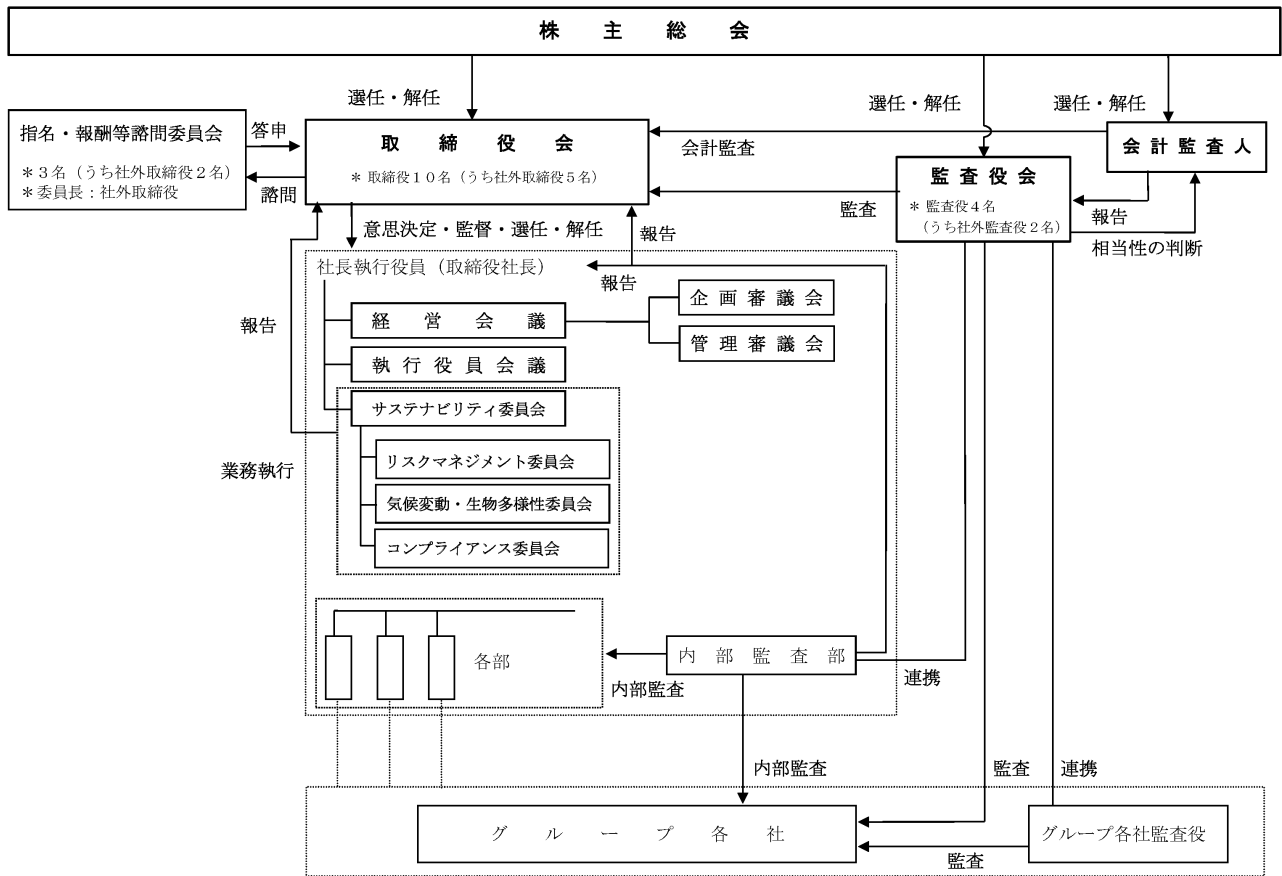 株主総会
選任・解任
選任・解任
選任・解任
指名・報酬等諮問委員会
＊３名（うち社外取締役２名）
＊委員長：社外取締役
答申
諮問
取締役会
＊ 取締役１０名（うち社外取締役５名）
会計監査
監査
会計監査人
監査役会
＊ 監査役４名
（うち社外監査役２名）
報告
相当性の判断
意思決定・監督・選任・解任
報告
社長執行役員（取締役社長）
報告
報告
経営会議
企画審議会
管理審議会
執行役員会議
サステナビリティ委員会
リスクマネジメント委員会
気候変動・生物多様性委員会
コンプライアンス委員会
業務執行
各部
内部監査部
内部監査
連携
内部監査
監査
連携
グループ各社
グループ各社監査役
監査